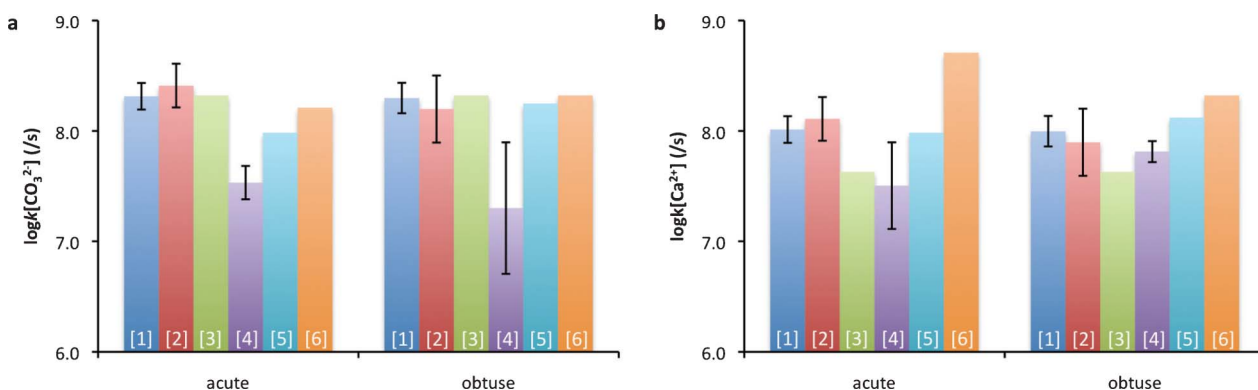 a
9.0
8.0
7.0
6.0
logk[CO₃²⁻] (/s)
[1] [2] [3] [4] [5] [6]
[1] [2] [3] [4] [5] [6]
acute
obtuse
b
9.0
8.0
7.0
6.0
logk[Ca²⁺] (/s)
[1] [2] [3] [4] [5] [6]
[1] [2] [3] [4] [5] [6]
acute
obtuse